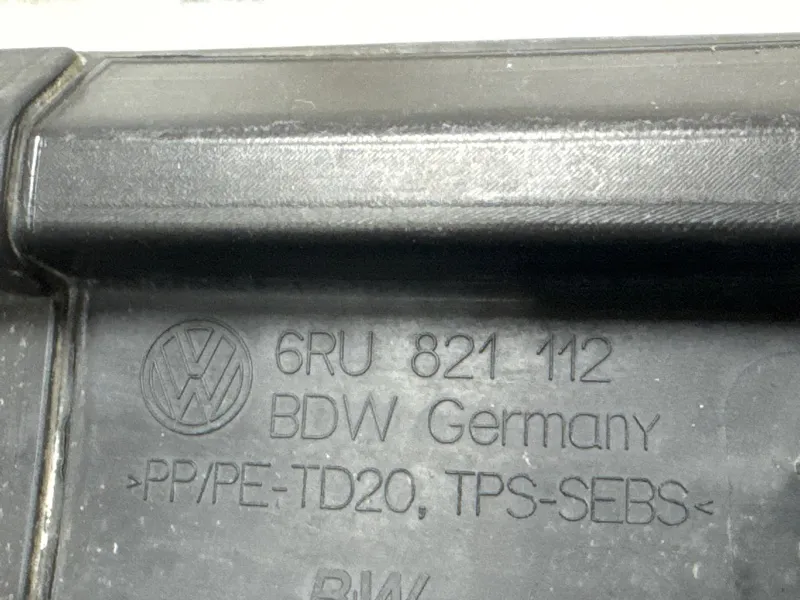 6RU 821 112
BDW Germany
>PP/PE-TD20, TPS-SEBS<